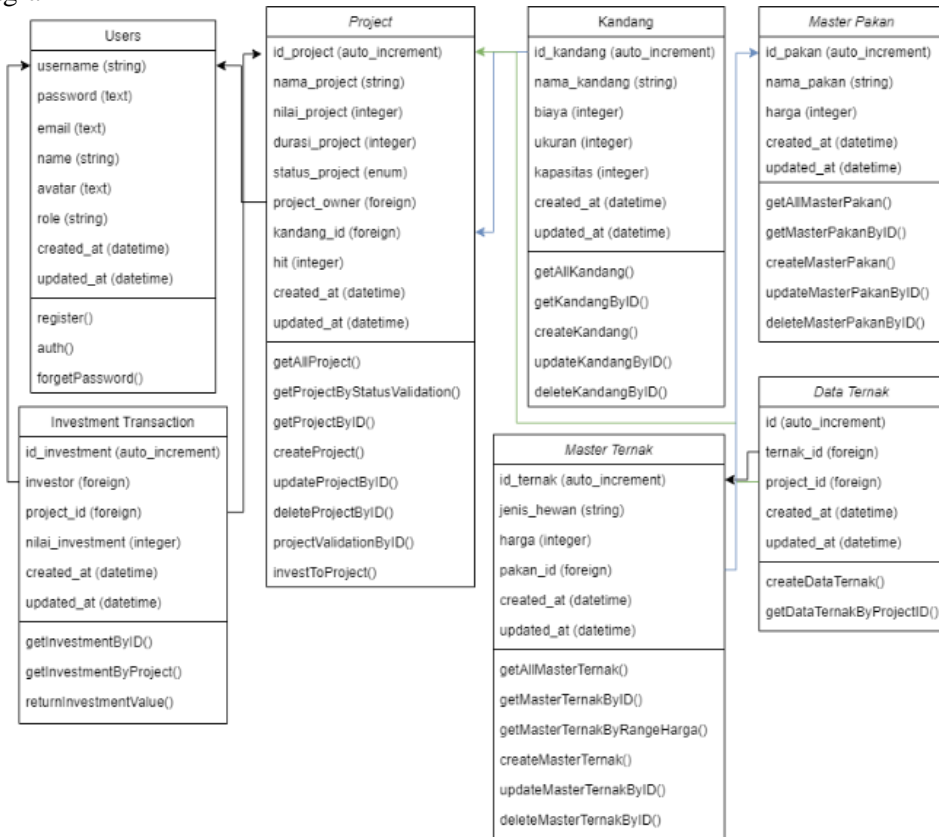 Users
username (string)
password (text)
email (text)
name (string)
avatar (text)
role (string)
created_at (datetime)
updated_at (datetime)
register()
auth()
forgetPassword()
Investment Transaction
id_investment (auto_increment)
investor (foreign)
project_id (foreign)
nilai_investment (integer)
created_at (datetime)
updated_at (datetime)
getInvestmentByID()
getInvestmentByProject()
returnInvestmentValue()
Project
id_project (auto_increment)
nama_project (string)
nilai_project (integer)
durasi_project (integer)
status_project (enum)
project_owner (foreign)
kandang_id (foreign)
hit (integer)
created_at (datetime)
updated_at (datetime)
getAllProject()
getProjectByStatusValidation()
getProjectByID()
createProject()
updateProjectByID()
deleteProjectByID()
projectValidationByID()
investToProject()
Kandang
id_kandang (auto_increment)
nama_kandang (string)
biaya (integer)
ukuran (integer)
kapasitas (integer)
created_at (datetime)
updated_at (datetime)
getAllKandang()
getKandangByID()
createKandang()
updateKandangByID()
deleteKandangByID()
Master Ternak
id_ternak (auto_increment)
jenis_hewan (string)
harga (integer)
pakan_id (foreign)
created_at (datetime)
updated_at (datetime)
getAllMasterTernak()
getMasterTernakByID()
getMasterTernakByRangeHarga()
createMasterTernak()
updateMasterTernakByID()
deleteMasterTernakByID()
Master Pakan
id_pakan (auto_increment)
nama_pakan (string)
harga (integer)
created_at (datetime)
updated_at (datetime)
getAllMasterPakan()
getMasterPakanByID()
createMasterPakan()
updateMasterPakanByID()
deleteMasterPakanByID()
Data Ternak
id (auto_increment)
ternak_id (foreign)
project_id (foreign)
created_at (datetime)
updated_at (datetime)
createDataTernak()
getDataTernakByProjectID()